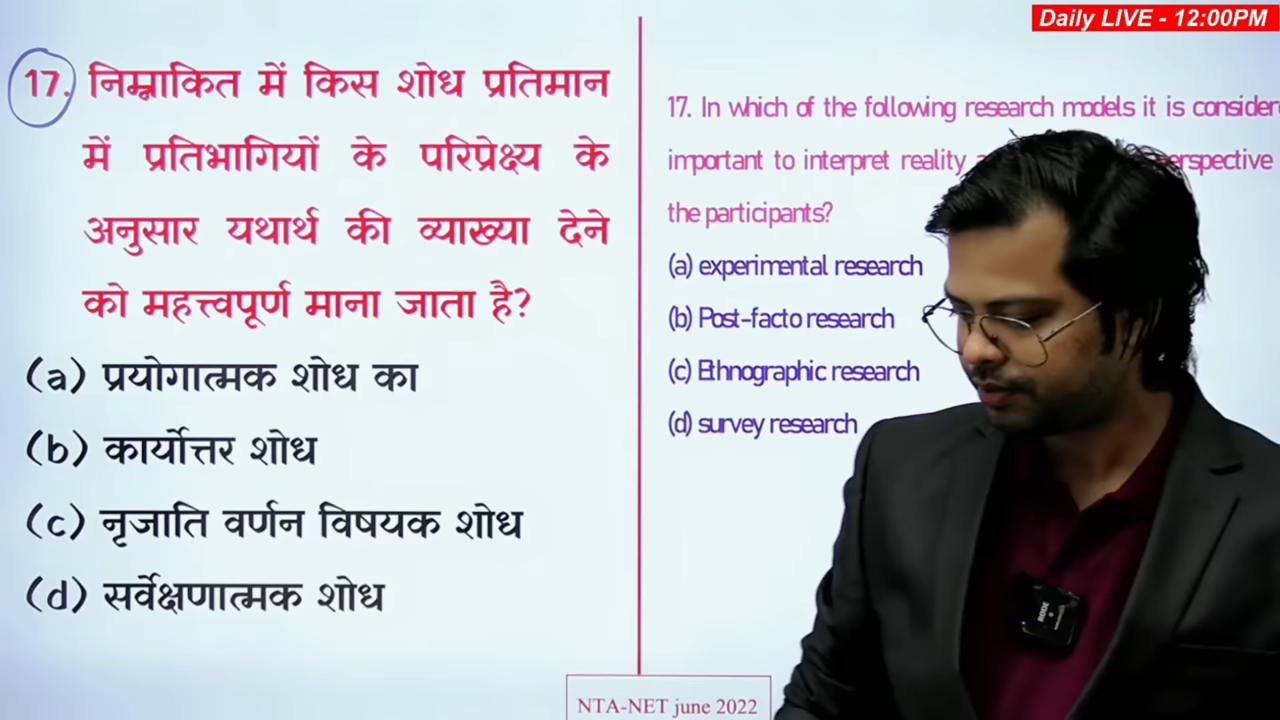 Daily LIVE - 12:00PM
17. निम्नाकित में किस शोध प्रतिमान
में प्रतिभागियों के परिप्रेक्ष्य के
अनुसार यथार्थ की व्याख्या देने
को महत्त्वपूर्ण माना जाता है?
(a) प्रयोगात्मक शोध का
(b) कार्योत्तर शोध
(c) नृजाति वर्णन विषयक शोध
(d) सर्वेक्षणात्मक शोध
17. In which of the following research models it is
important to interpret reality
the participants?
(a) experimental research
(b) Post-facto research
(c) Ethnographic research
(d) survey research
RODE
NTA-NET june 2022